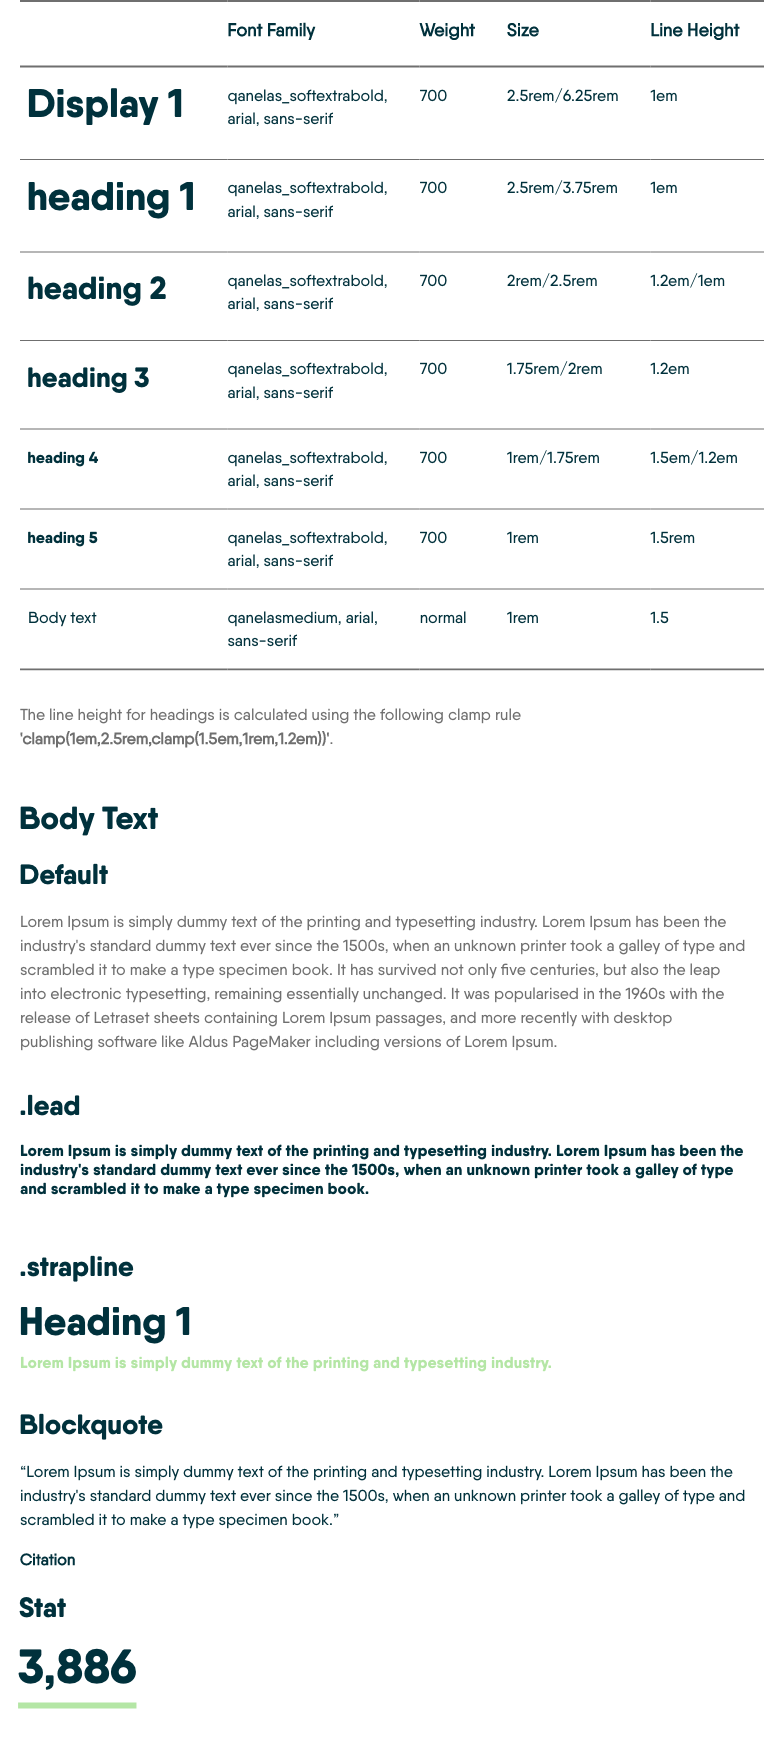 Font Family Weight Size Line Height
Display 1 qanelas_softextrabold, 700 2.5rem/6.25rem 1em
arial, sans-serif
heading 1 qanelas_softextrabold, 700 2.5rem/3.75rem 1em
arial, sans-serif
heading 2 qanelas_softextrabold, 700 2rem/2.5rem 1.2em/1em
arial, sans-serif
heading 3 qanelas_softextrabold, 700 1.75rem/2rem 1.2em
arial, sans-serif
heading 4 qanelas_softextrabold, 700 1rem/1.75rem 1.5em/1.2em
arial, sans-serif
heading 5 qanelas_softextrabold, 700 1rem 1.5rem
arial, sans-serif
Body text qanelasmedium, arial, normal 1rem 1.5
sans-serif
The line height for headings is calculated using the following clamp rule
'clamp(1em,2.5rem,clamp(1.5em,1rem,1.2em))'.
Body Text
Default
Lorem Ipsum is simply dummy text of the printing and typesetting industry. Lorem Ipsum has been the
industry's standard dummy text ever since the 1500s, when an unknown printer took a galley of type and
scrambled it to make a type specimen book. It has survived not only five centuries, but also the leap
into electronic typesetting, remaining essentially unchanged. It was popularised in the 1960s with the
release of Letraset sheets containing Lorem Ipsum passages, and more recently with desktop
publishing software like Aldus PageMaker including versions of Lorem Ipsum.
.lead
Lorem Ipsum is simply dummy text of the printing and typesetting industry. Lorem Ipsum has been the
industry's standard dummy text ever since the 1500s, when an unknown printer took a galley of type
and scrambled it to make a type specimen book.
.strapline
Heading 1
Lorem Ipsum is simply dummy text of the printing and typesetting industry.
Blockquote
“Lorem Ipsum is simply dummy text of the printing and typesetting industry. Lorem Ipsum has been the
industry's standard dummy text ever since the 1500s, when an unknown printer took a galley of type and
scrambled it to make a type specimen book.”
Citation
Stat
3,886